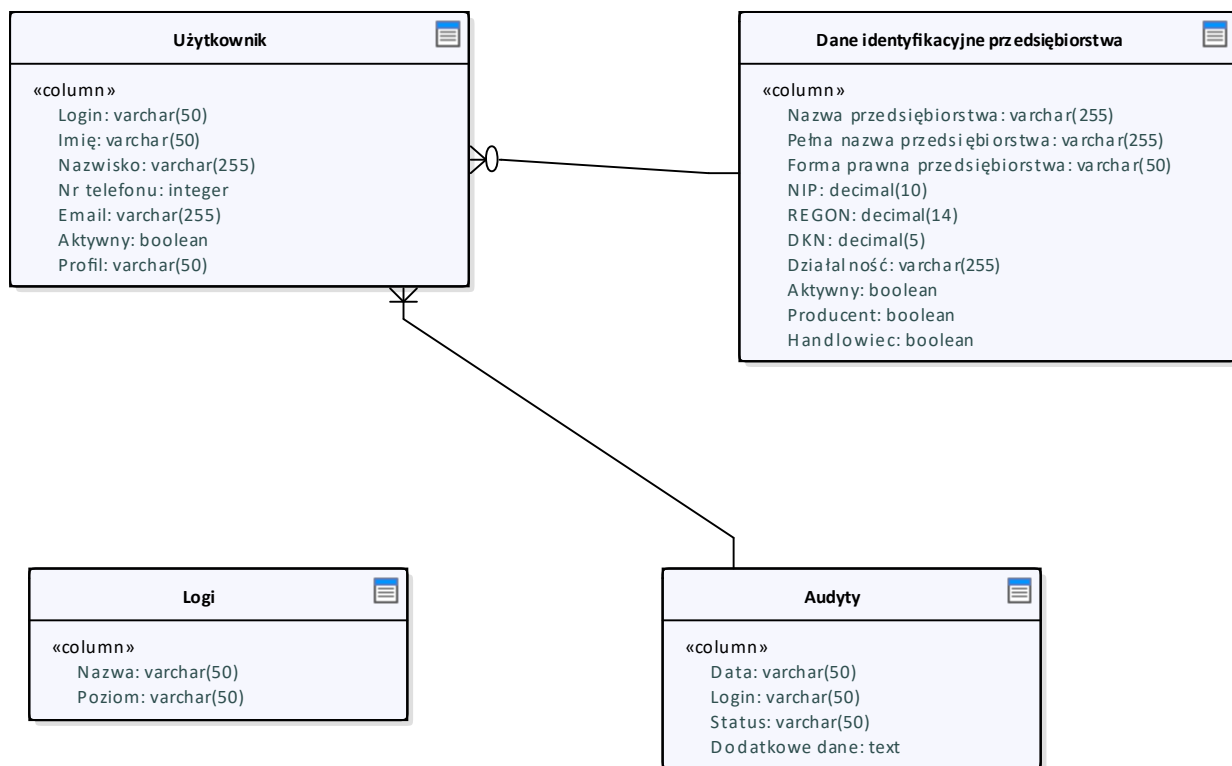 Użytkownik
«column»
Login: varchar(50)
Imię: varchar(50)
Nazwisko: varchar(255)
Nr telefonu: integer
Email: varchar(255)
Aktywny: boolean
Profil: varchar(50)
Dane identyfikacyjne przedsiębiorstwa
«column»
Nazwa przedsiębiorstwa: varchar(255)
Pełna nazwa przedsiębiorstwa: varchar(255)
Forma prawna przedsiębiorstwa: varchar(50)
NIP: decimal(10)
REGON: decimal(14)
DKN: decimal(5)
Działalność: varchar(255)
Aktywny: boolean
Producent: boolean
Handlowiec: boolean
Logi
«column»
Nazwa: varchar(50)
Poziom: varchar(50)
Audyty
«column»
Data: varchar(50)
Login: varchar(50)
Status: varchar(50)
Dodatkowe dane: text